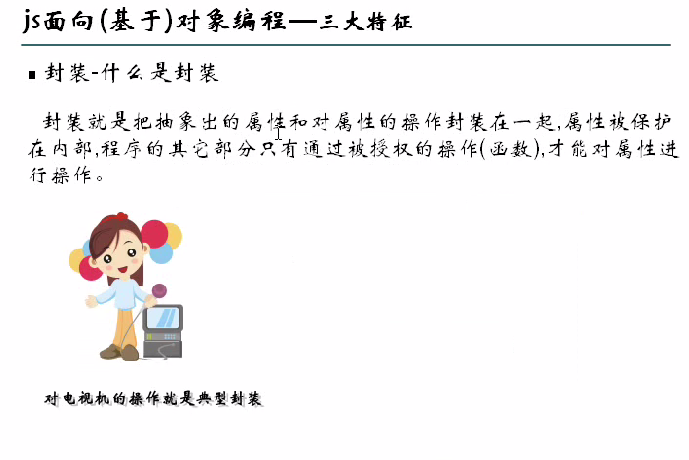 js面向(基于)对象编程—三大特征
封装-什么是封装
封装就是把抽象出的属性和对属性的操作封装在一起,属性被保护
在内部,程序的其它部分只有通过被授权的操作(函数),才能对属性进
行操作。
对电视机的操作就是典型封装